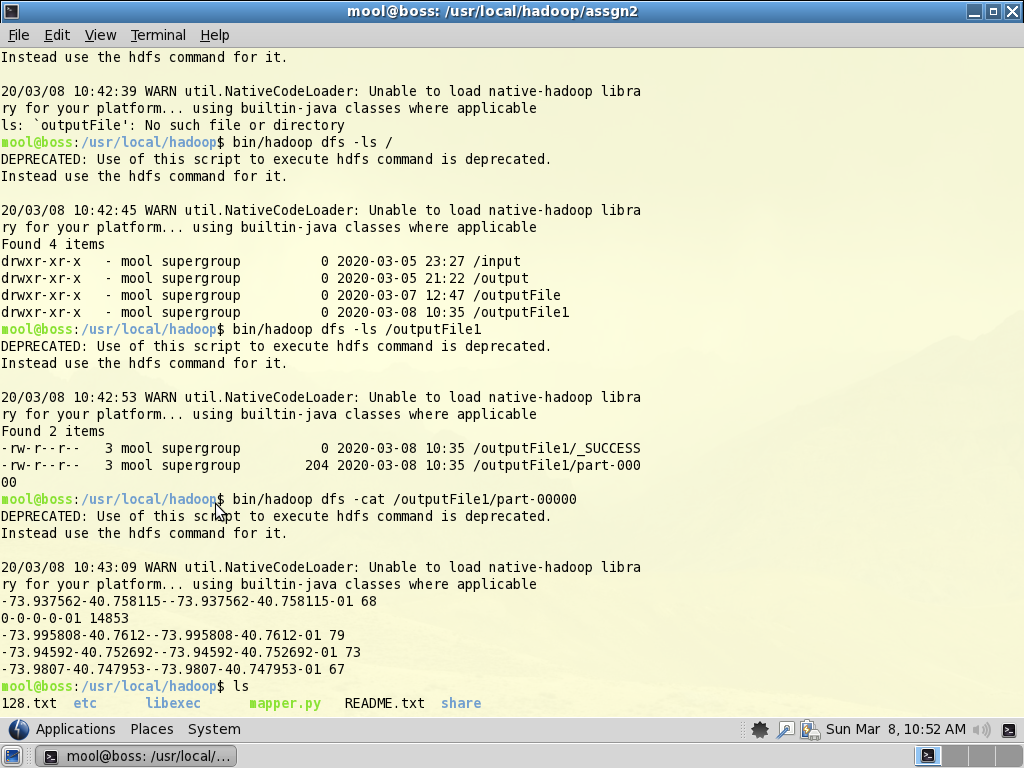 mool@boss: /usr/local/hadoop/assgn2
File Edit View Terminal Help
Instead use the hdfs command for it.
20/03/08 10:42:39 WARN util.NativeCodeLoader: Unable to load native-hadoop libra
ry for your platform... using builtin-java classes where applicable
ls: `outputFile': No such file or directory
mool@boss:/usr/local/hadoop$ bin/hadoop dfs -ls /
DEPRECATED: Use of this script to execute hdfs command is deprecated.
Instead use the hdfs command for it.
20/03/08 10:42:45 WARN util.NativeCodeLoader: Unable to load native-hadoop libra
ry for your platform... using builtin-java classes where applicable
Found 4 items
drwxr-xr-x   - mool supergroup          0 2020-03-05 23:27 /input
drwxr-xr-x   - mool supergroup          0 2020-03-05 21:22 /output
drwxr-xr-x   - mool supergroup          0 2020-03-07 12:47 /outputFile
drwxr-xr-x   - mool supergroup          0 2020-03-08 10:35 /outputFile1
mool@boss:/usr/local/hadoop$ bin/hadoop dfs -ls /outputFile1
DEPRECATED: Use of this script to execute hdfs command is deprecated.
Instead use the hdfs command for it.
20/03/08 10:42:53 WARN util.NativeCodeLoader: Unable to load native-hadoop libra
ry for your platform... using builtin-java classes where applicable
Found 2 items
-rw-r--r--   3 mool supergroup          0 2020-03-08 10:35 /outputFile1/_SUCCESS
-rw-r--r--   3 mool supergroup        204 2020-03-08 10:35 /outputFile1/part-000
00
mool@boss:/usr/local/hadoop$ bin/hadoop dfs -cat /outputFile1/part-00000
DEPRECATED: Use of this script to execute hdfs command is deprecated.
Instead use the hdfs command for it.
20/03/08 10:43:09 WARN util.NativeCodeLoader: Unable to load native-hadoop libra
ry for your platform... using builtin-java classes where applicable
-73.937562-40.758115--73.937562-40.758115-01 68
0-0-0-0-01 14853
-73.995808-40.7612--73.995808-40.7612-01 79
-73.94592-40.752692--73.94592-40.752692-01 73
-73.9807-40.747953--73.9807-40.747953-01 67
mool@boss:/usr/local/hadoop$ ls
128.txt  etc      libexec      mapper.py   README.txt  share
Applications Places System Sun Mar 8, 10:52 AM
mool@boss: /usr/local/...